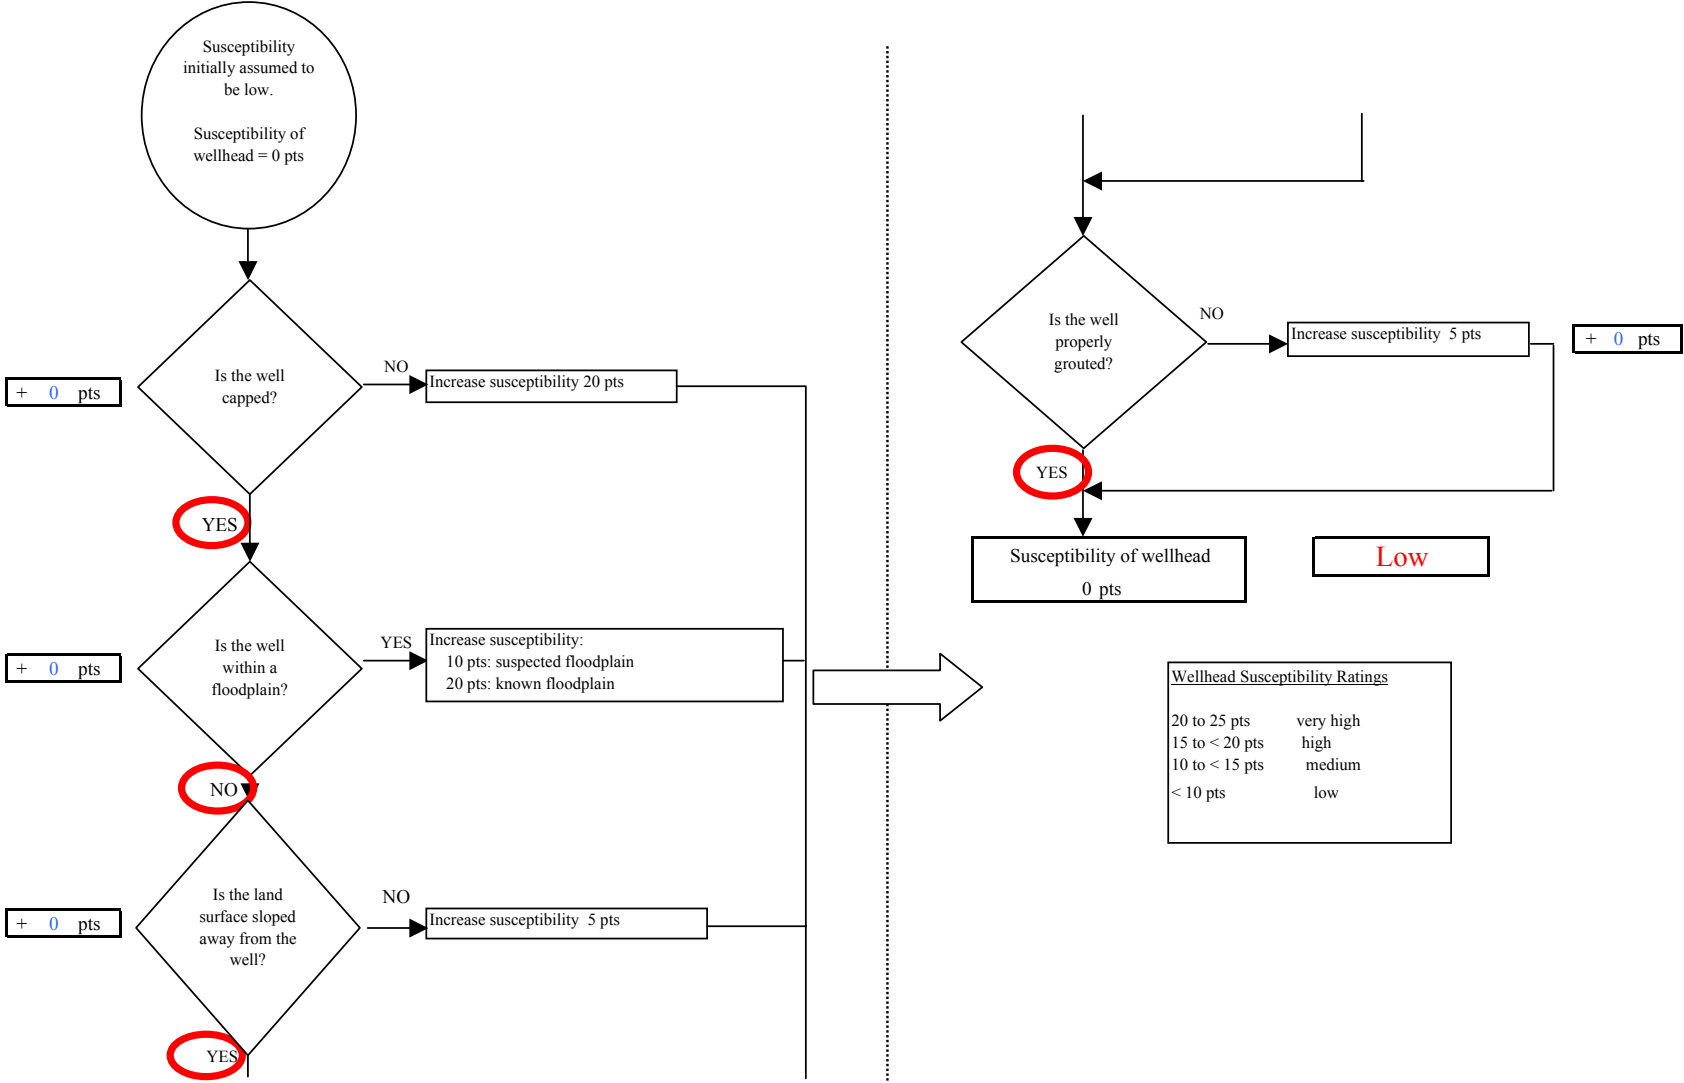 Susceptibility
initially assumed to
be low.
Susceptibility of
wellhead = 0 pts
Is the well
capped?
NO
Increase susceptibility 20 pts
+ 0 pts
YES
Is the well
within a
floodplain?
YES
Increase susceptibility:
10 pts: suspected floodplain
20 pts: known floodplain
+ 0 pts
NO
Is the land
surface sloped
away from the
well?
NO
Increase susceptibility 5 pts
+ 0 pts
YES
Is the well
properly
grouted?
NO
Increase susceptibility 5 pts
+ 0 pts
YES
Susceptibility of wellhead
0 pts
Low
Wellhead Susceptibility Ratings
20 to 25 pts very high
15 to < 20 pts high
10 to < 15 pts medium
< 10 pts low